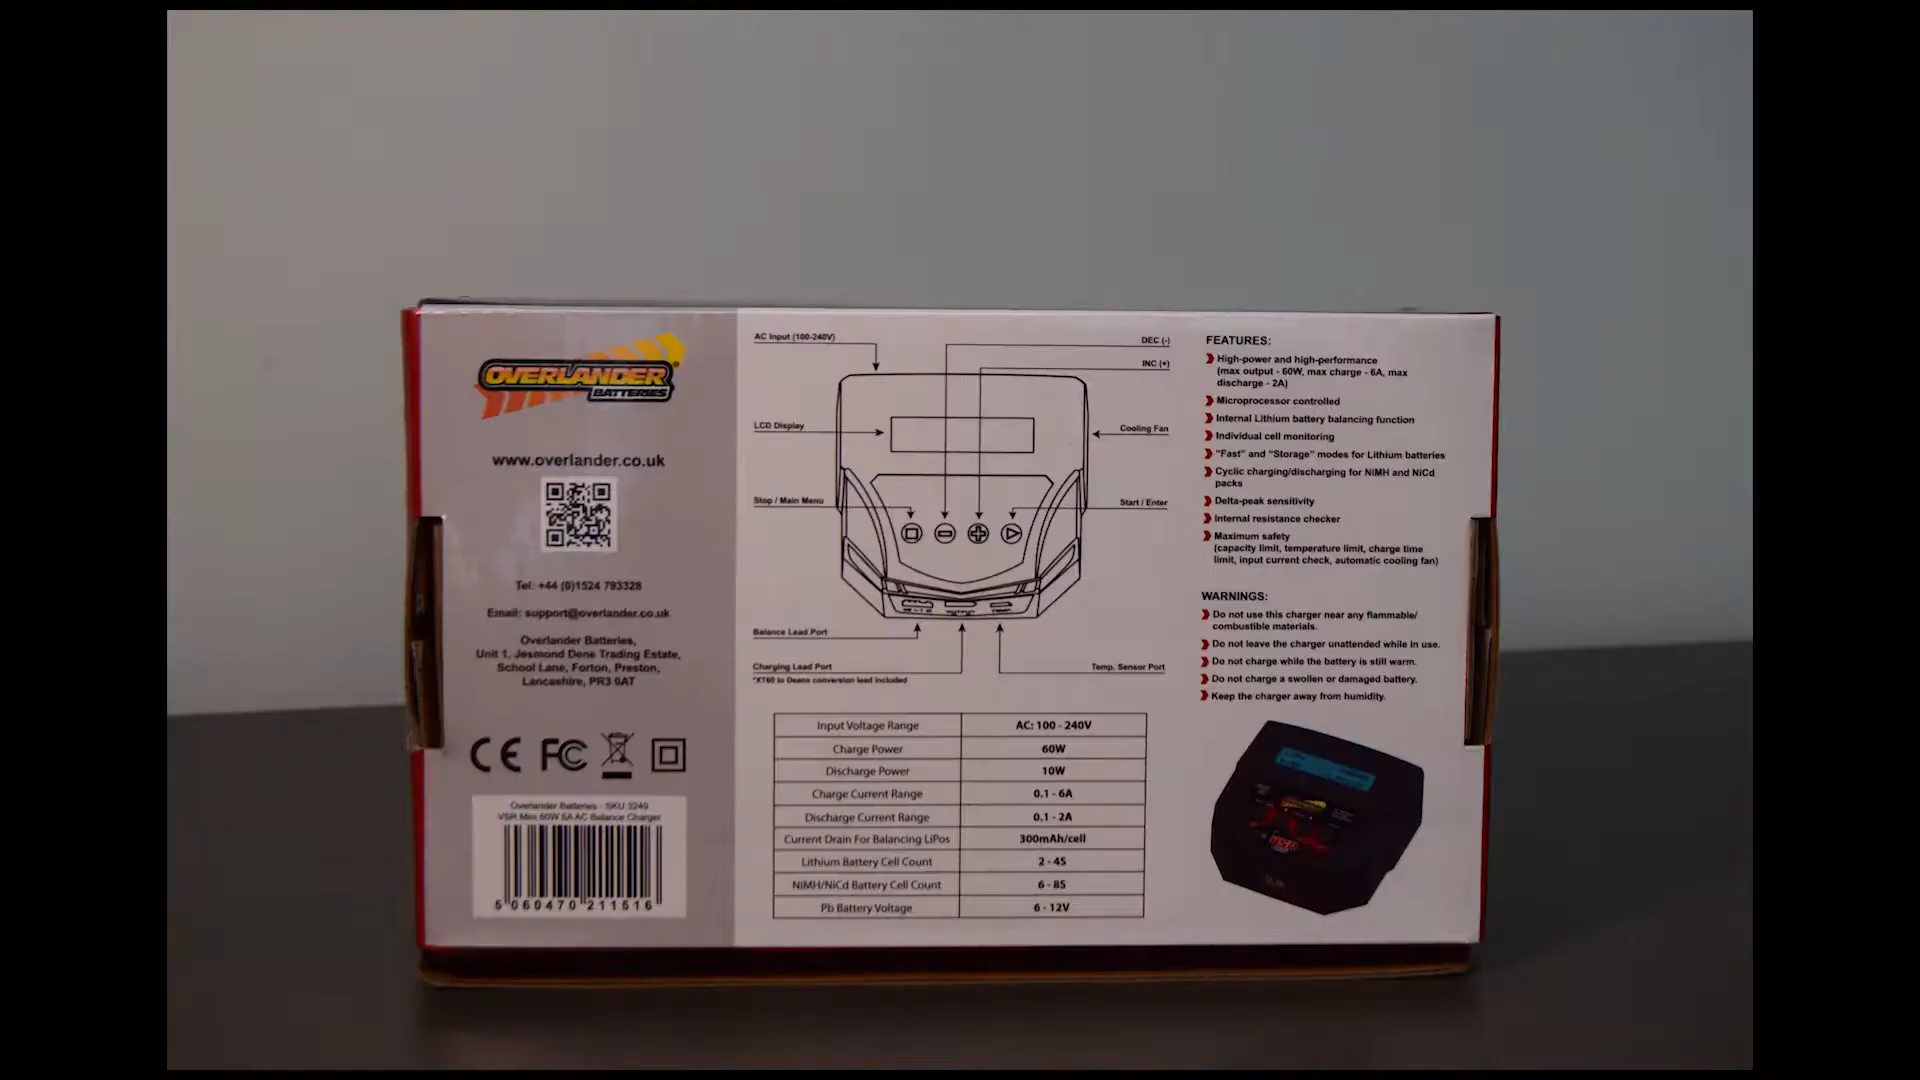 OVERLANDER
BATTERIES
www.overlander.co.uk
Tel: +44 (0)1524 793328
Email: support@overlander.co.uk
Overlander Batteries,
Unit 1, Jesmond Dene Trading Estate,
School Lane, Forton, Preston,
Lancashire, PR3 0AT
CE FC
Overlander Batteries - SKU 3249
VSR Mini 60W 6A AC Balance Charger
5 060470 211516
AC Input (100-240V)
DEC (-)
INC (+)
LCD Display
Cooling Fan
Stop / Main Menu
Start / Enter
Balance Lead Port
Charging Lead Port
*XT60 to Deans conversion lead included
Temp. Sensor Port
Input Voltage Range AC: 100 - 240V
Charge Power 60W
Discharge Power 10W
Charge Current Range 0.1 - 6A
Discharge Current Range 0.1 - 2A
Current Drain For Balancing LiPos 300mAh/cell
Lithium Battery Cell Count 2 - 4S
NiMH/NiCd Battery Cell Count 6 - 8S
Pb Battery Voltage 6 - 12V
FEATURES:
High-power and high-performance
(max output - 60W, max charge - 6A, max
discharge - 2A)
Microprocessor controlled
Internal Lithium battery balancing function
Individual cell monitoring
"Fast" and "Storage" modes for Lithium batteries
Cyclic charging/discharging for NiMH and NiCd
packs
Delta-peak sensitivity
Internal resistance checker
Maximum safety
(capacity limit, temperature limit, charge time
limit, input current check, automatic cooling fan)
WARNINGS:
Do not use this charger near any flammable/
combustible materials.
Do not leave the charger unattended while in use.
Do not charge while the battery is still warm.
Do not charge a swollen or damaged battery.
Keep the charger away from humidity.